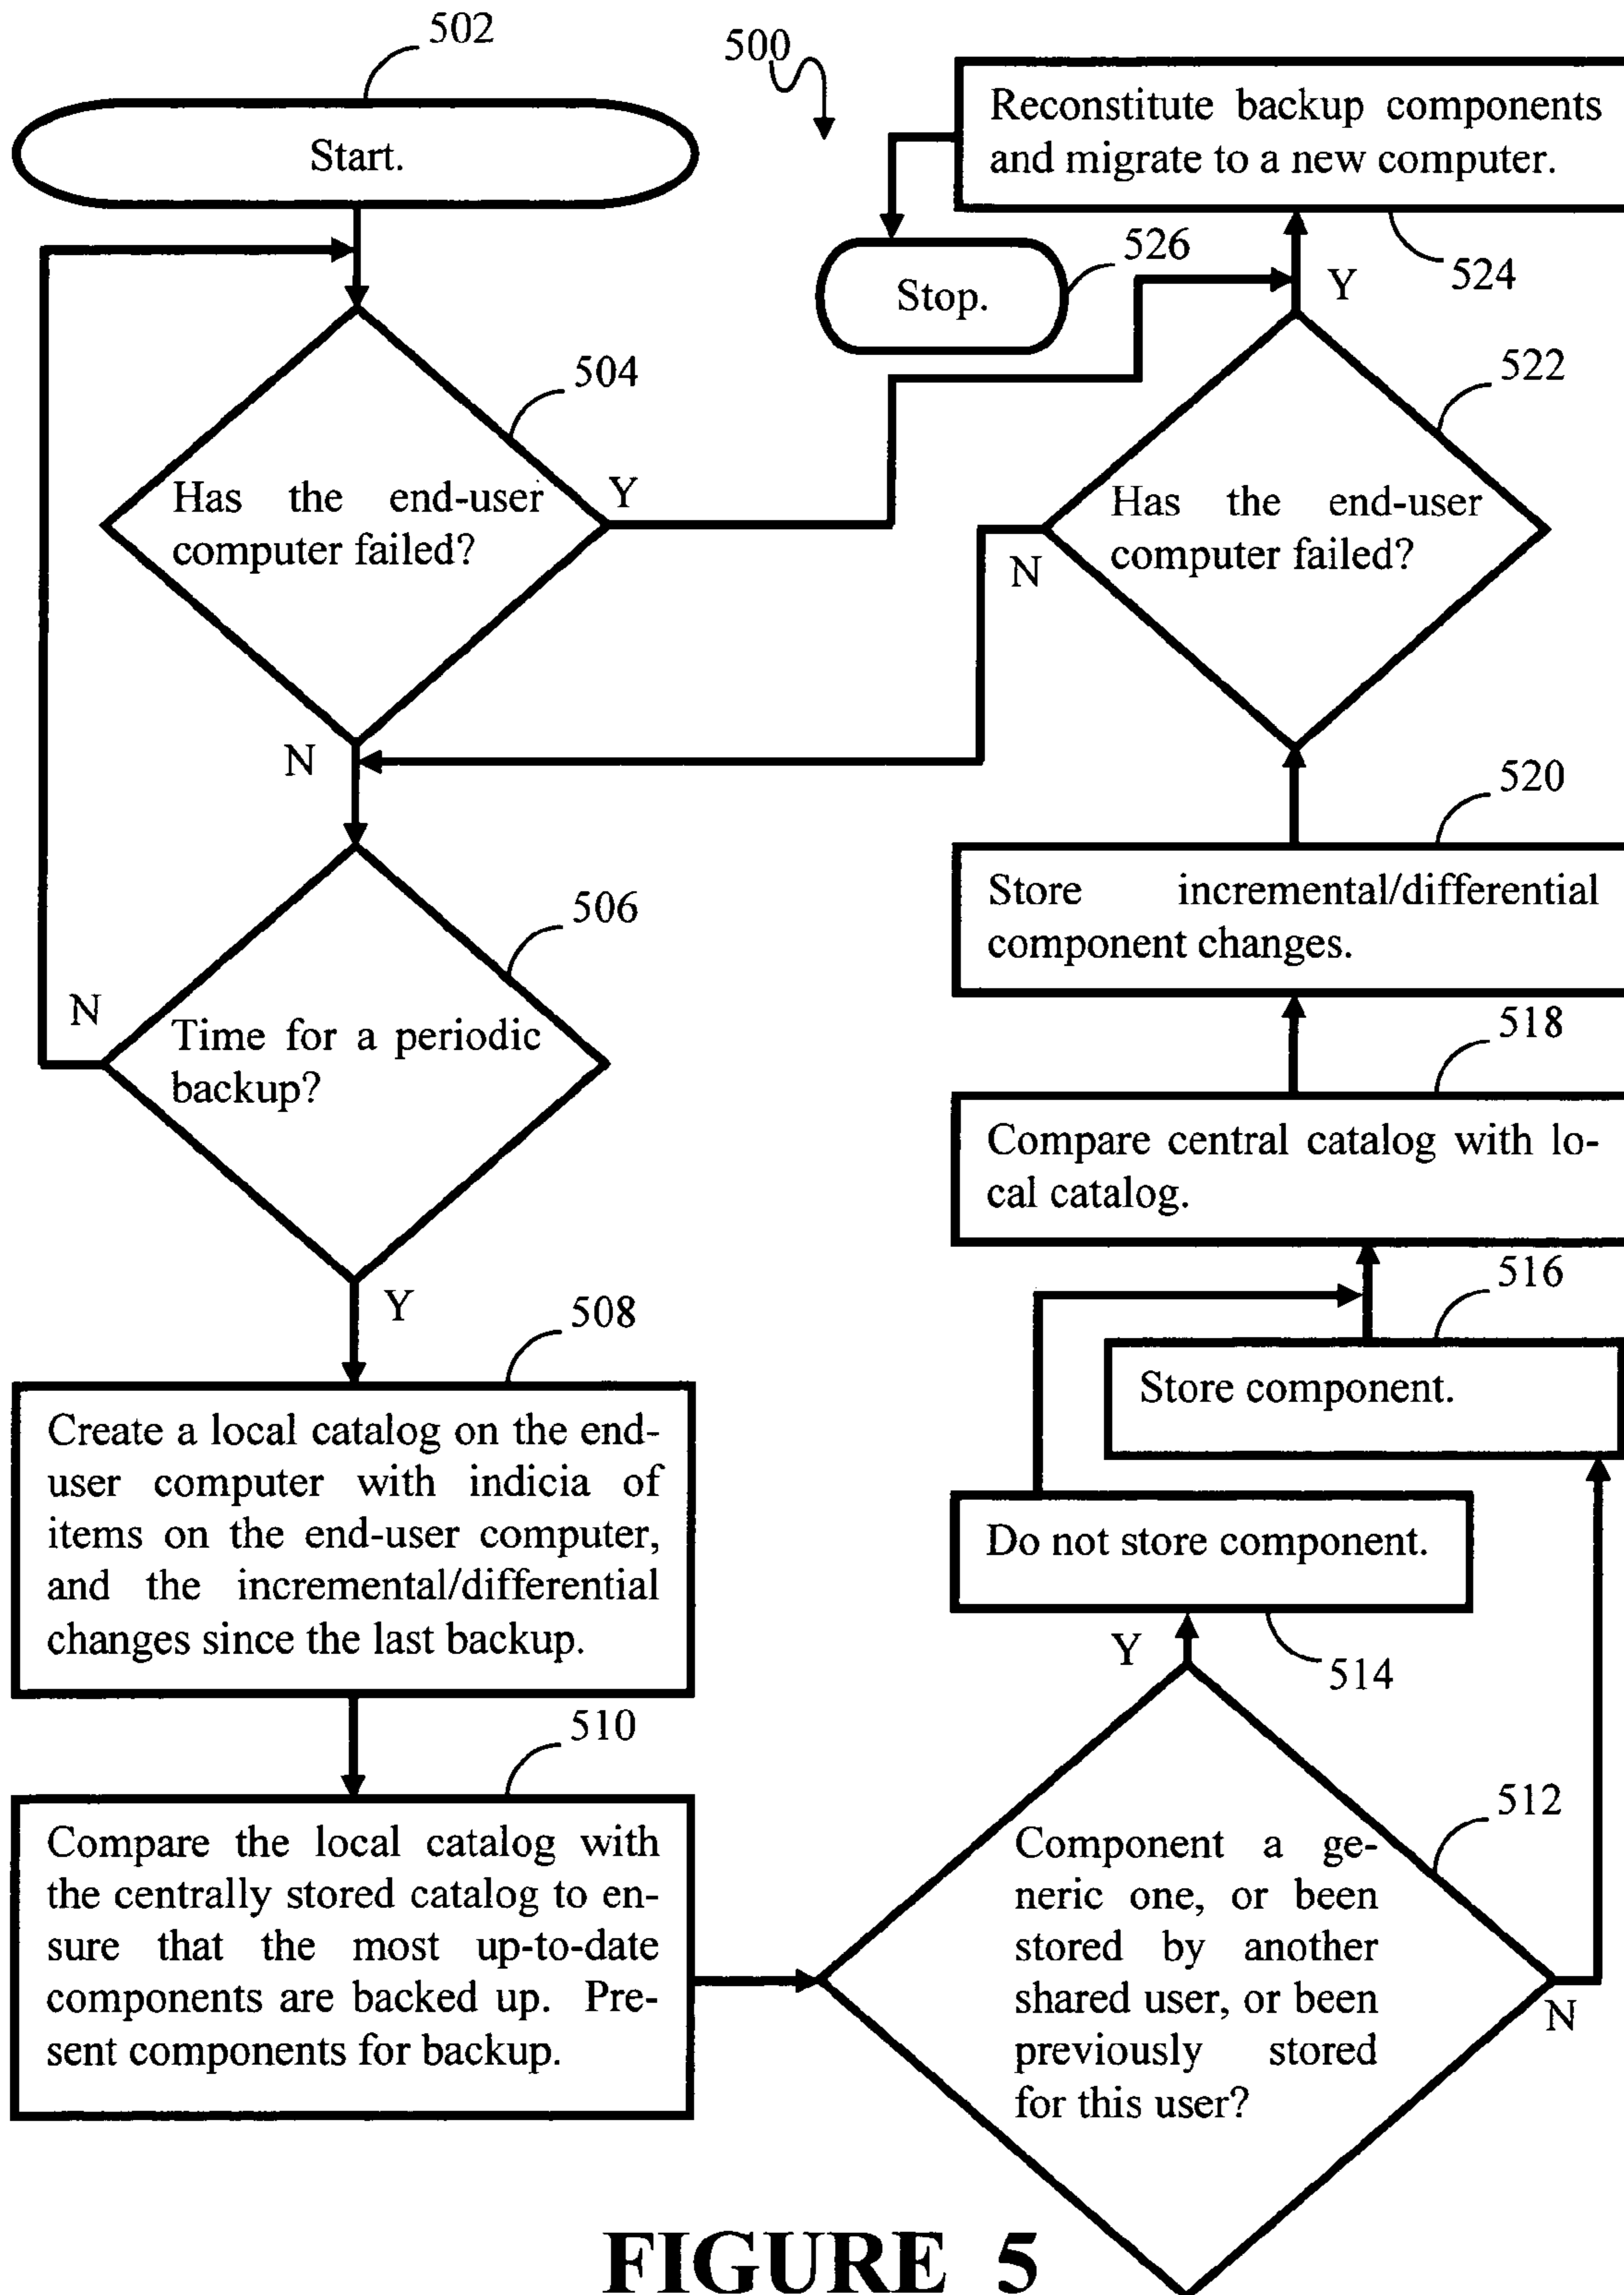 502
Start.
504
Has the end-user
computer failed?
Y
N
506
Time for a periodic
backup?
N
Y
508
Create a local catalog on the end-
user computer with indicia of
items on the end-user computer,
and the incremental/differential
changes since the last backup.
510
Compare the local catalog with
the centrally stored catalog to en-
sure that the most up-to-date
components are backed up. Pre-
sent components for backup.
500
Reconstitute backup components
and migrate to a new computer.
524
526
Stop.
Y
522
Has the end-user
computer failed?
N
520
Store incremental/differential
component changes.
518
Compare central catalog with lo-
cal catalog.
516
Store component.
Do not store component.
514
Y
512
Component a ge-
neric one, or been
stored by another
shared user, or been
previously stored
for this user?
N
FIGURE 5